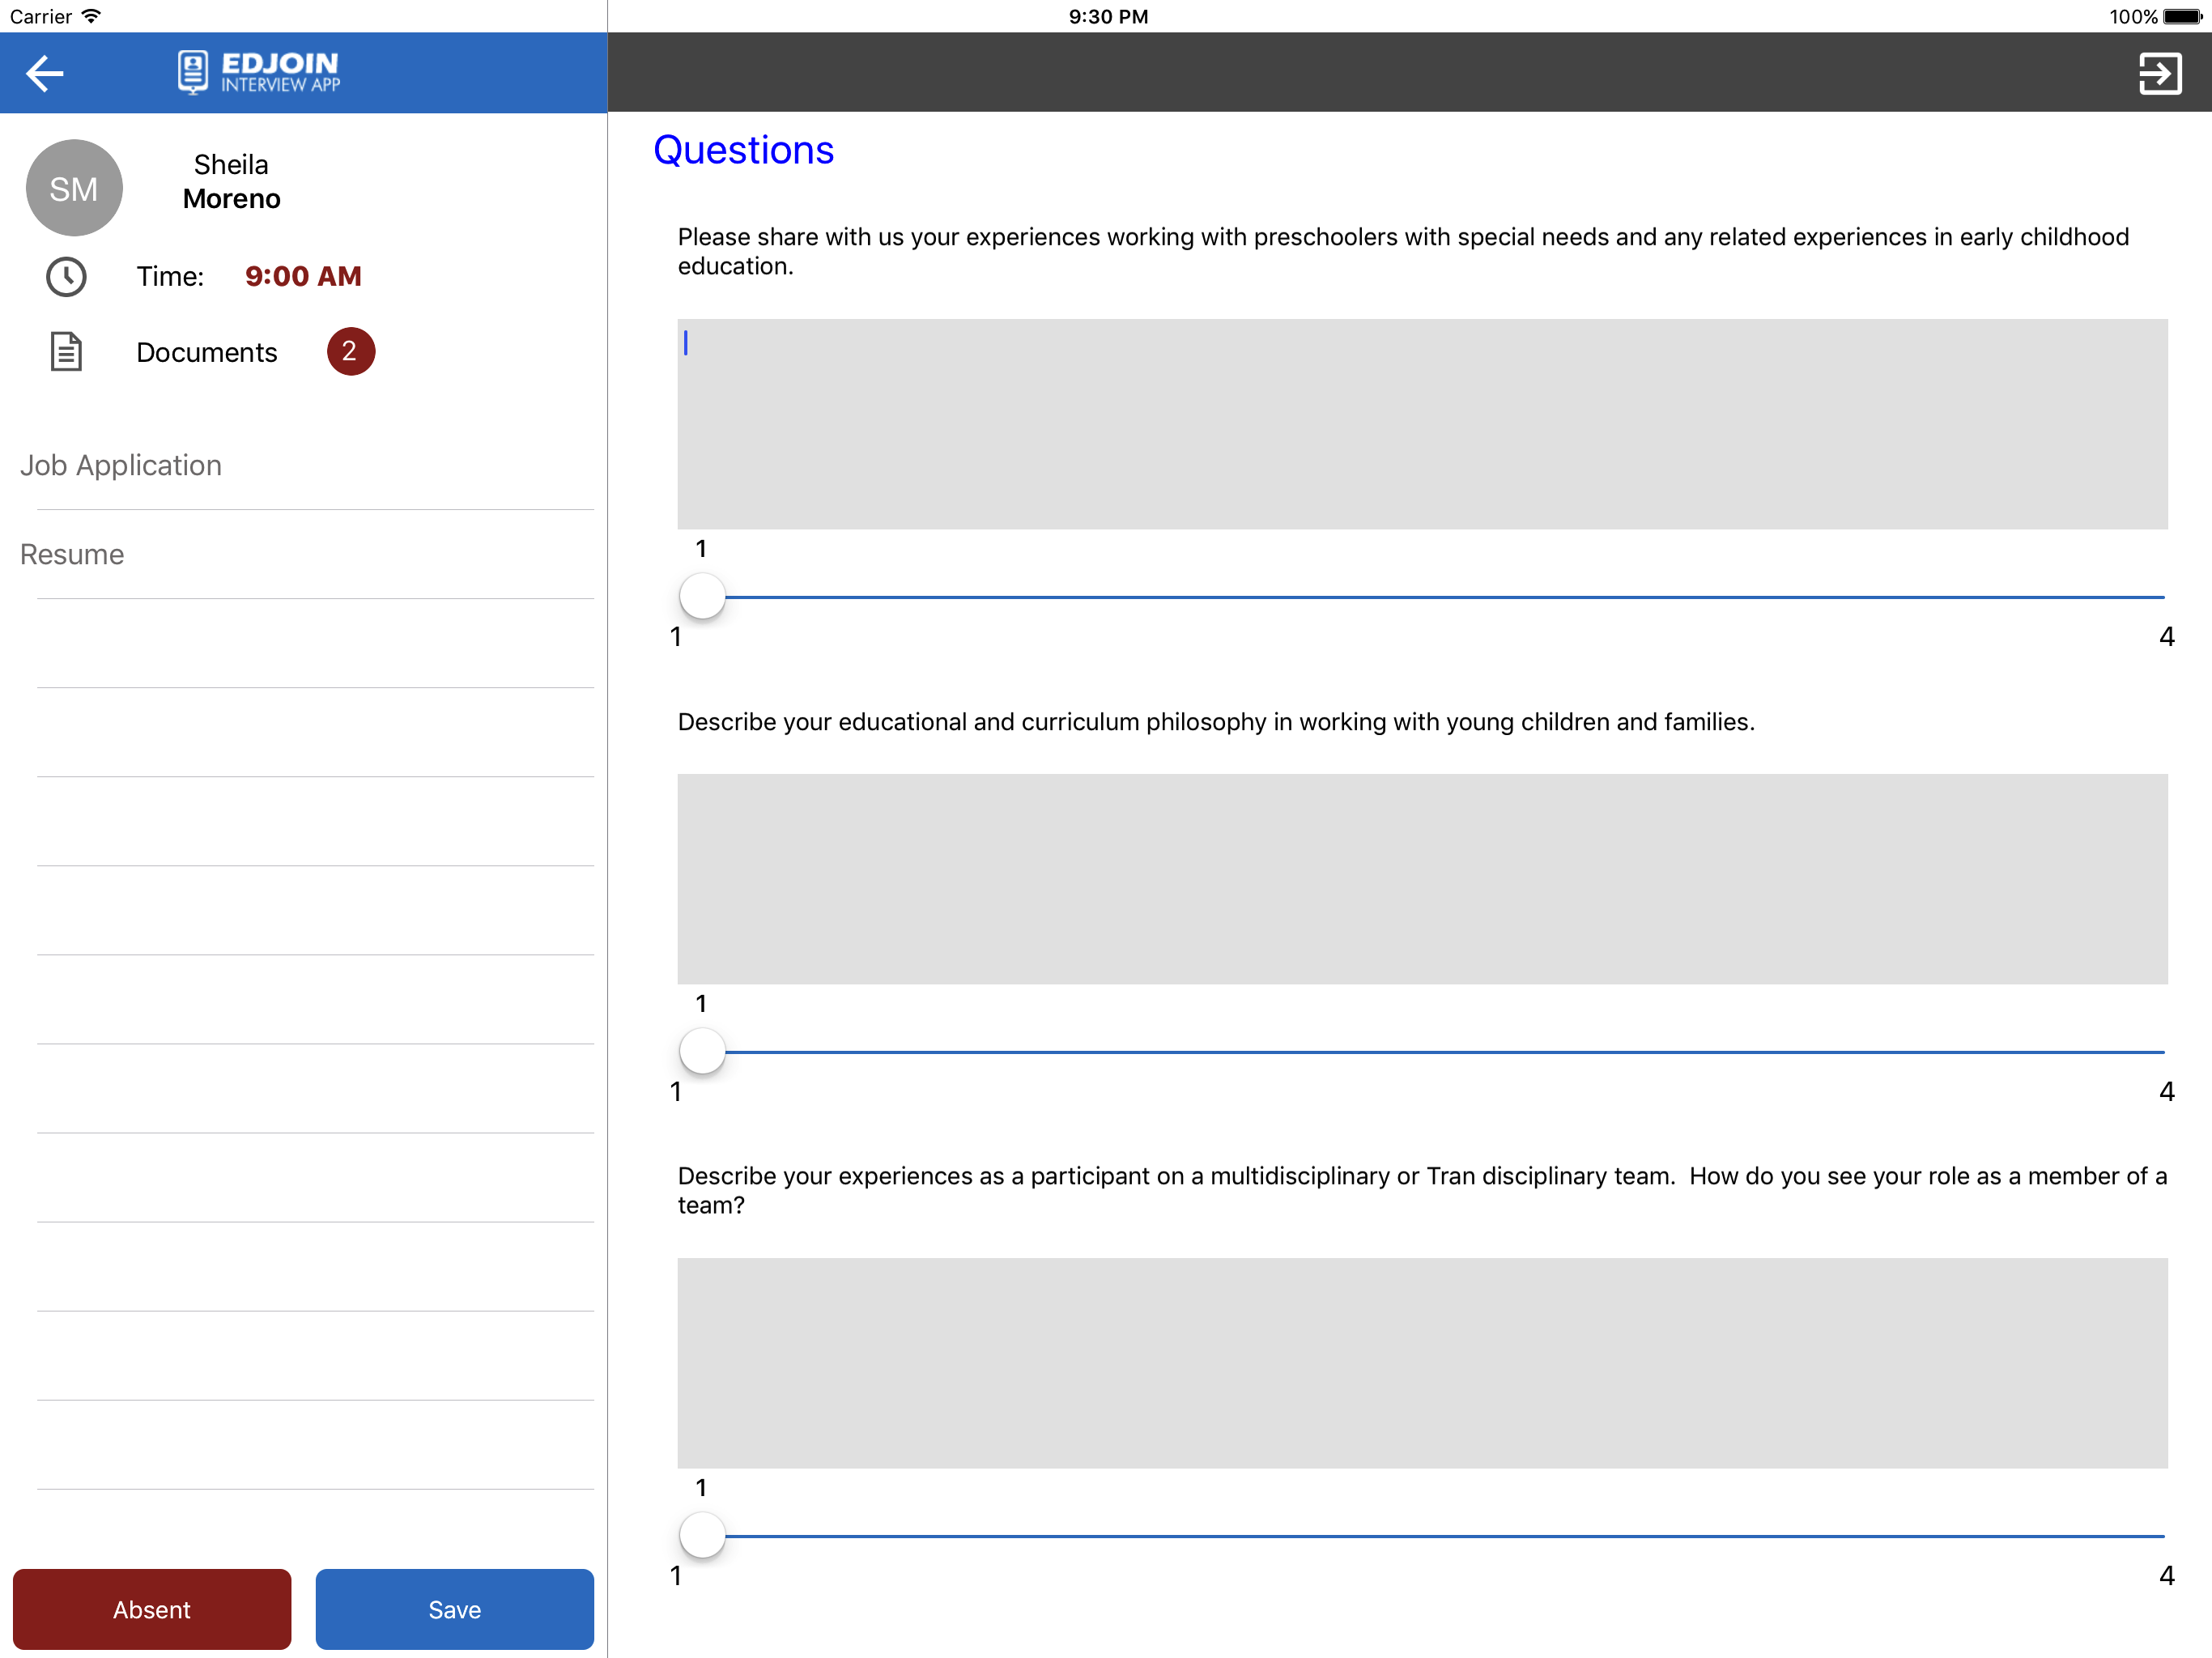 Carrier
9:30 PM
100%
EDJOIN
INTERVIEW APP
SM
Sheila
Moreno
Time: 9:00 AM
Documents 2
Job Application
Resume
Absent
Save
Questions
Please share with us your experiences working with preschoolers with special needs and any related experiences in early childhood
education.
1
1 4
Describe your educational and curriculum philosophy in working with young children and families.
1
1 4
Describe your experiences as a participant on a multidisciplinary or Tran disciplinary team.  How do you see your role as a member of a
team?
1
1 4